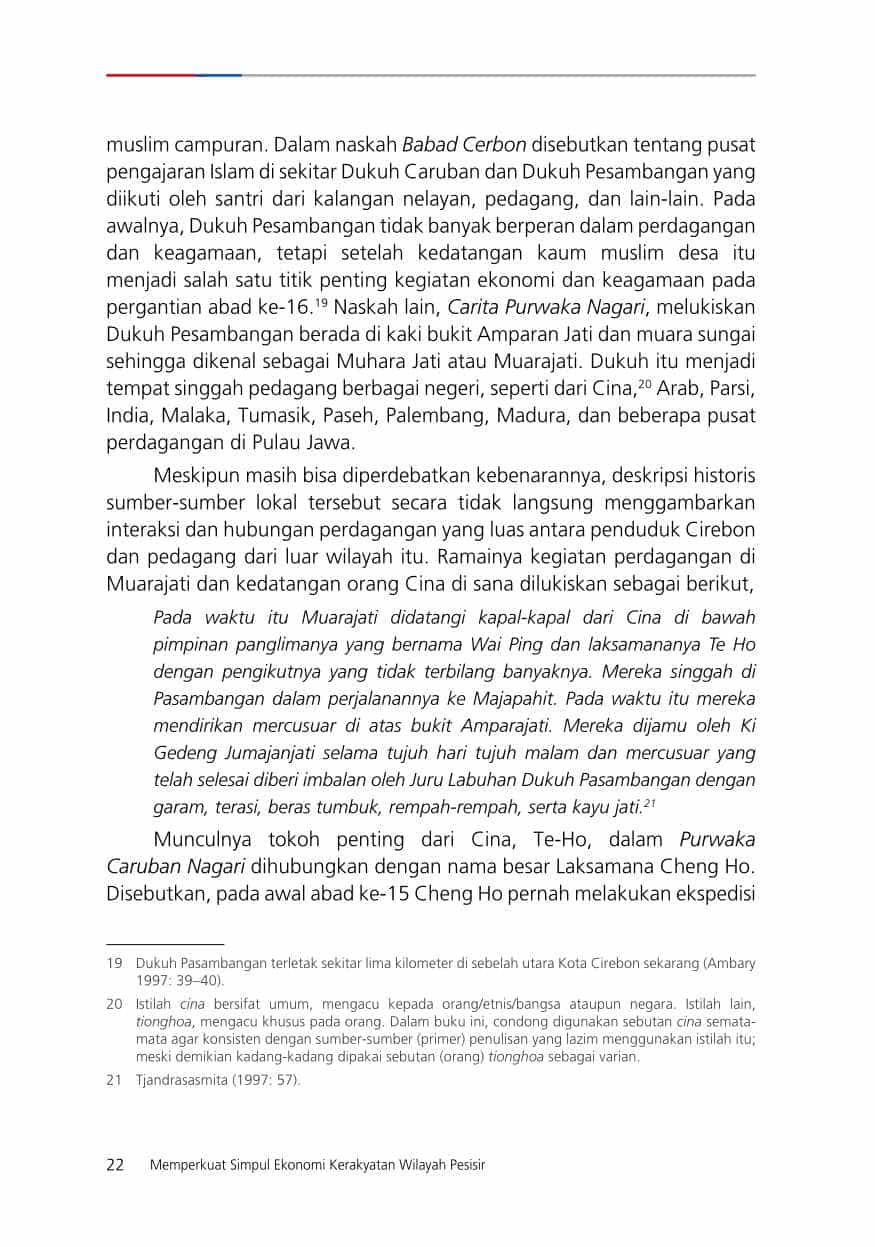 muslim campuran. Dalam naskah Babad Cerbon disebutkan tentang pusat
pengajaran Islam di sekitar Dukuh Caruban dan Dukuh Pesambangan yang
diikuti oleh santri dari kalangan nelayan, pedagang, dan lain-lain. Pada
awalnya, Dukuh Pesambangan tidak banyak berperan dalam perdagangan
dan keagamaan, tetapi setelah kedatangan kaum muslim desa itu
menjadi salah satu titik penting kegiatan ekonomi dan keagamaan pada
pergantian abad ke-16.19 Naskah lain, Carita Purwaka Nagari, melukiskan
Dukuh Pesambangan berada di kaki bukit Amparan Jati dan muara sungai
sehingga dikenal sebagai Muhara Jati atau Muarajati. Dukuh itu menjadi
tempat singgah pedagang berbagai negeri, seperti dari Cina,20 Arab, Parsi,
India, Malaka, Tumasik, Paseh, Palembang, Madura, dan beberapa pusat
perdagangan di Pulau Jawa.
Meskipun masih bisa diperdebatkan kebenarannya, deskripsi historis
sumber-sumber lokal tersebut secara tidak langsung menggambarkan
interaksi dan hubungan perdagangan yang luas antara penduduk Cirebon
dan pedagang dari luar wilayah itu. Ramainya kegiatan perdagangan di
Muarajati dan kedatangan orang Cina di sana dilukiskan sebagai berikut,
Pada waktu itu Muarajati didatangi kapal-kapal dari Cina di bawah
pimpinan panglimanya yang bernama Wai Ping dan laksamananya Te Ho
dengan pengikutnya yang tidak terbilang banyaknya. Mereka singgah di
Pasambangan dalam perjalanannya ke Majapahit. Pada waktu itu mereka
mendirikan mercusuar di atas bukit Amparajati. Mereka dijamu oleh Ki
Gedeng Jumajanjati selama tujuh hari tujuh malam dan mercusuar yang
telah selesai diberi imbalan oleh Juru Labuhan Dukuh Pasambangan dengan
garam, terasi, beras tumbuk, rempah-rempah, serta kayu jati.21
Munculnya tokoh penting dari Cina, Te-Ho, dalam Purwaka
Caruban Nagari dihubungkan dengan nama besar Laksamana Cheng Ho.
Disebutkan, pada awal abad ke-15 Cheng Ho pernah melakukan ekspedisi
19 Dukuh Pasambangan terletak sekitar lima kilometer di sebelah utara Kota Cirebon sekarang (Ambary
1997: 39–40).
20 Istilah cina bersifat umum, mengacu kepada orang/etnis/bangsa ataupun negara. Istilah lain,
tionghoa, mengacu khusus pada orang. Dalam buku ini, condong digunakan sebutan cina semata-
mata agar konsisten dengan sumber-sumber (primer) penulisan yang lazim menggunakan istilah itu;
meski demikian kadang-kadang dipakai sebutan (orang) tionghoa sebagai varian.
21 Tjandrasasmita (1997: 57).
22 Memperkuat Simpul Ekonomi Kerakyatan Wilayah Pesisir